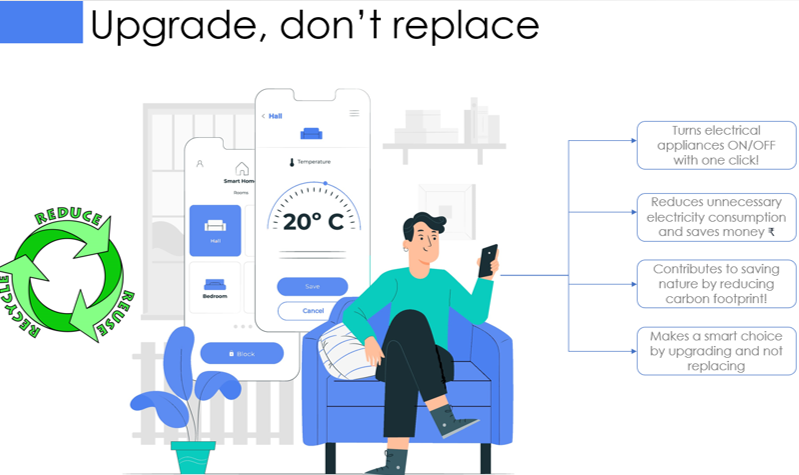 Upgrade, don't replace
REDUCE
REUSE
RECYCLE
Smart Hom
Rooms
Hall
Bedroom
Block
< Hall
Temperature
20° C
Save
Cancel
Turns electrical
appliances ON/OFF
with one click!
Reduces unnecessary
electricity consumption
and saves money ₹
Contributes to saving
nature by reducing
carbon footprint!
Makes a smart choice
by upgrading and not
replacing